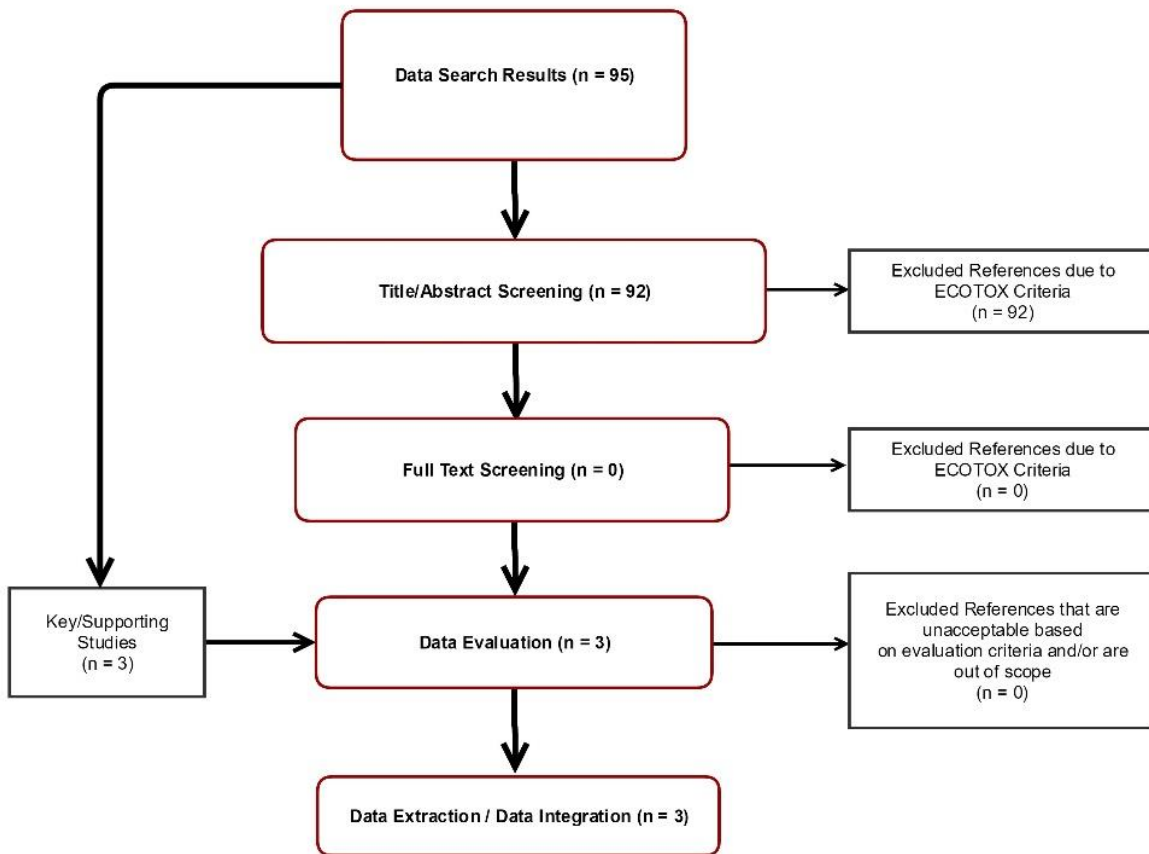 Data Search Results (n = 95)
Title/Abstract Screening (n = 92)
Excluded References due to
ECOTOX Criteria
(n = 92)
Full Text Screening (n = 0)
Excluded References due to
ECOTOX Criteria
(n = 0)
Key/Supporting
Studies
(n = 3)
Data Evaluation (n = 3)
Excluded References that are
unacceptable based
on evaluation criteria and/or are
out of scope
(n = 0)
Data Extraction / Data Integration (n = 3)